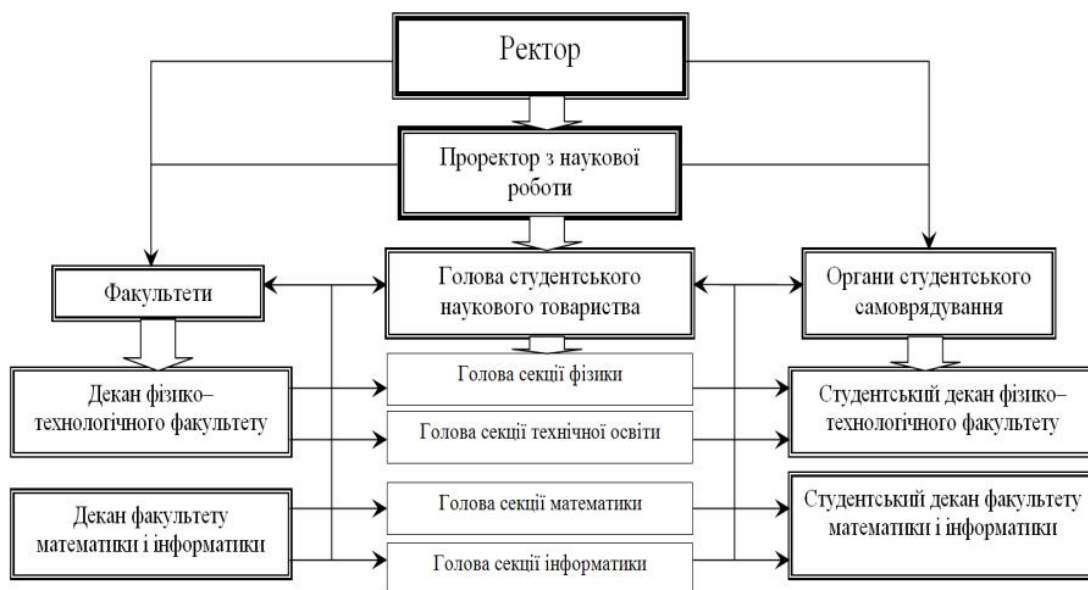 Ректор
Проректор з наукової
роботи
Факультети
Голова студентського
наукового товариства
Органи студентського
самоврядування
Декан фізико–
технологічного факультету
Голова секції фізики
Голова секції технічної освіти
Студентський декан фізико–
технологічного факультету
Декан факультету
математики і інформатики
Голова секції математики
Голова секції інформатики
Студентський декан факультету
математики і інформатики